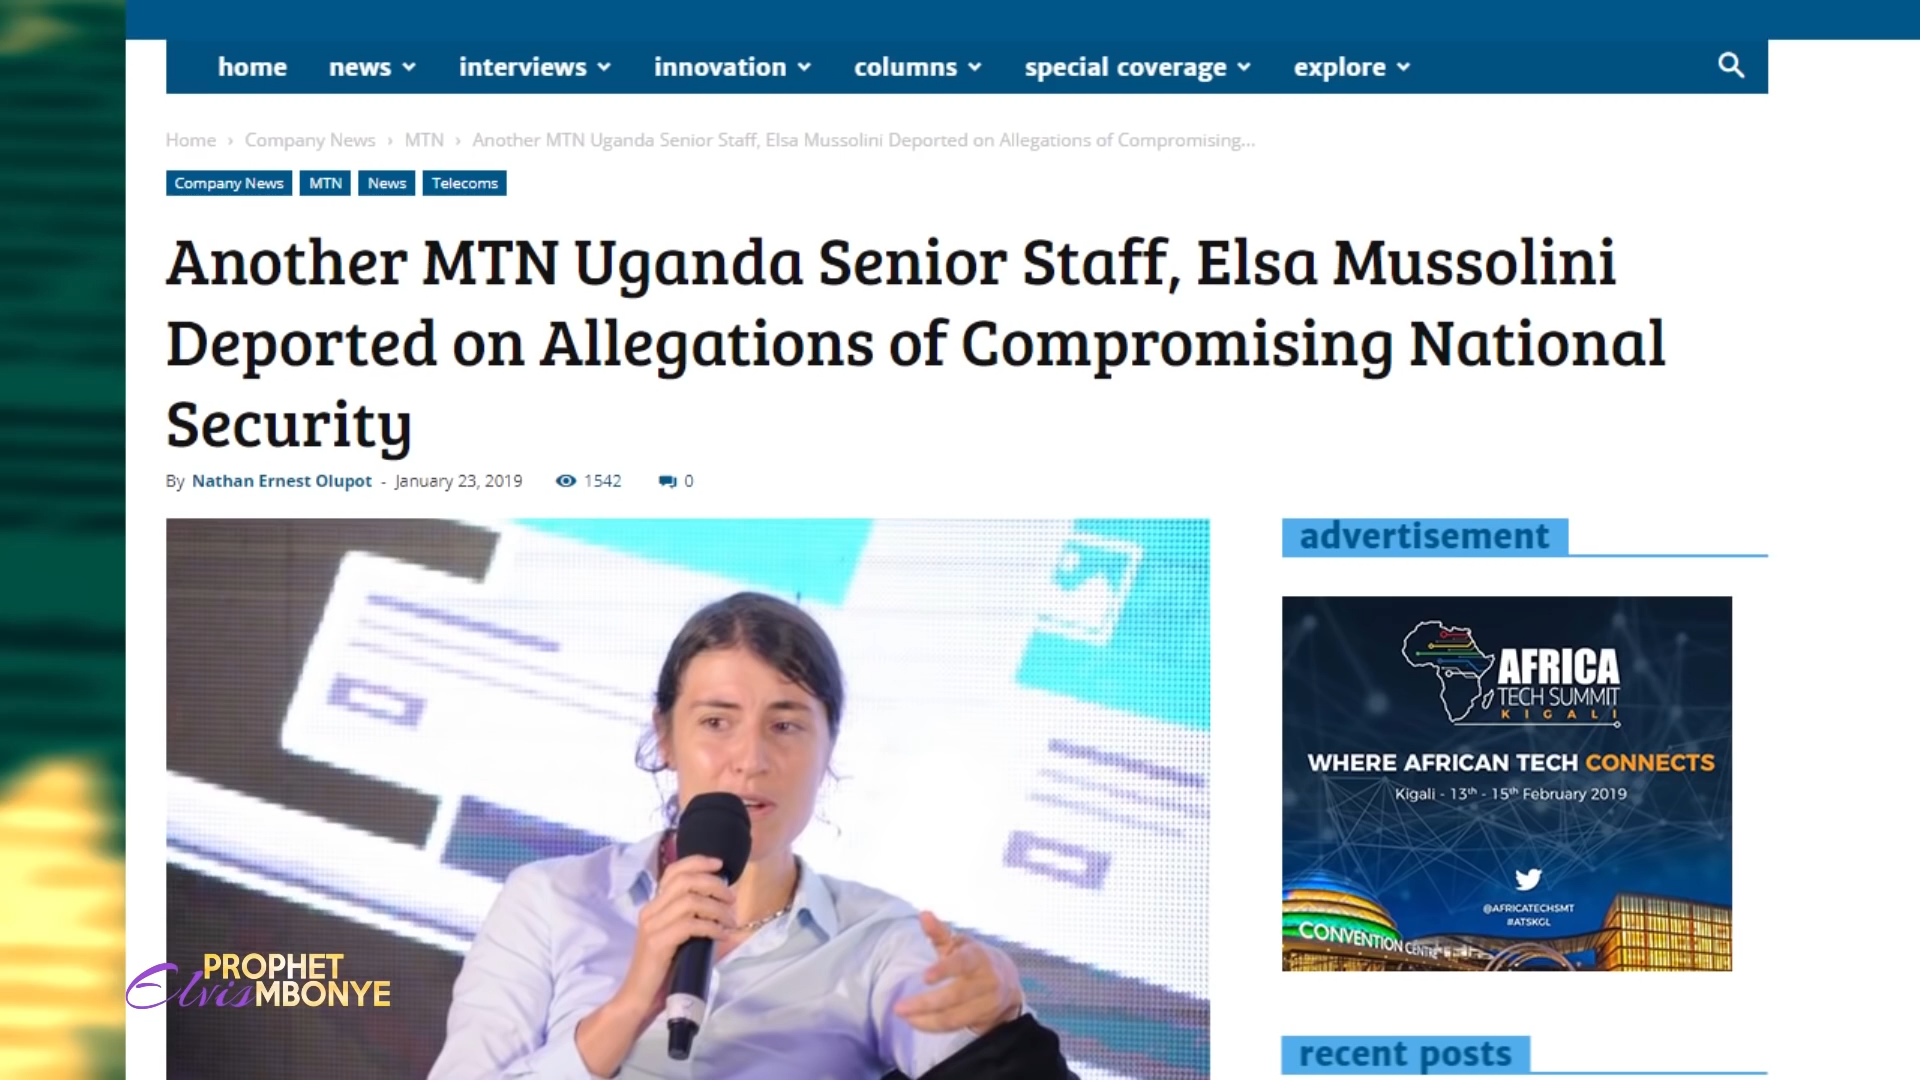 home news interviews innovation columns special coverage explore
Home › Company News › MTN › Another MTN Uganda Senior Staff, Elsa Mussolini Deported on Allegations of Compromising...
Company News MTN News Telecoms
Another MTN Uganda Senior Staff, Elsa Mussolini
Deported on Allegations of Compromising National
Security
By Nathan Ernest Olupot - January 23, 2019 1542 0
advertisement
AFRICA
TECH SUMMIT
KIGALI
WHERE AFRICAN TECH CONNECTS
Kigali - 13th - 15th February 2019
@AFRICATECHSMT
#ATSKGL
CONVENTION CENTRE
PROPHET
Elvis MBONYE
recent posts